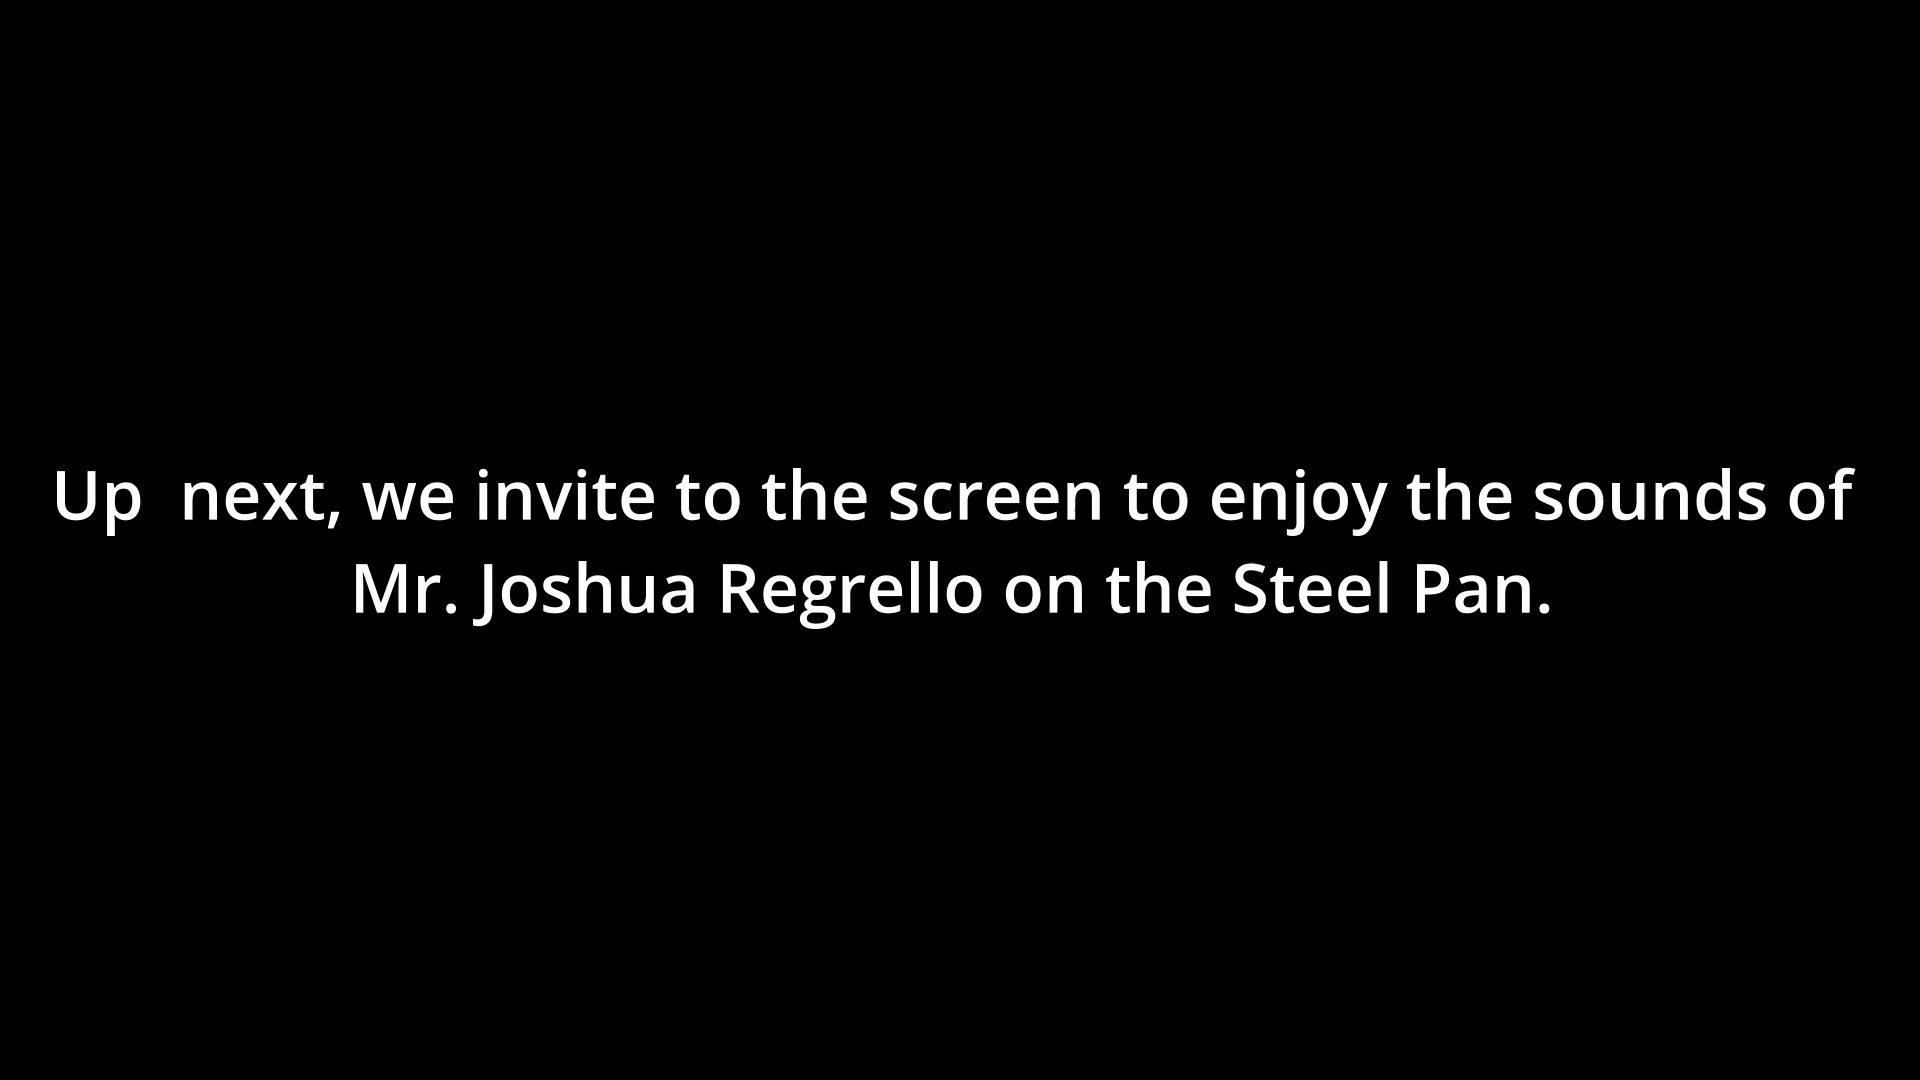 Up  next, we invite to the screen to enjoy the sounds of
Mr. Joshua Regrello on the Steel Pan.